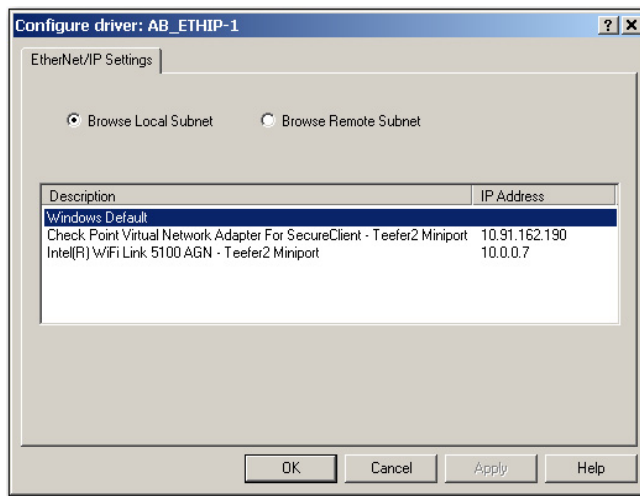 Configure driver: AB_ETHIP-1
EtherNet/IP Settings
Browse Local Subnet Browse Remote Subnet
Description IP Address
Windows Default
Check Point Virtual Network Adapter For SecureClient - Teefer2 Miniport 10.91.162.190
Intel(R) WiFi Link 5100 AGN - Teefer2 Miniport 10.0.0.7
OK Cancel Apply Help